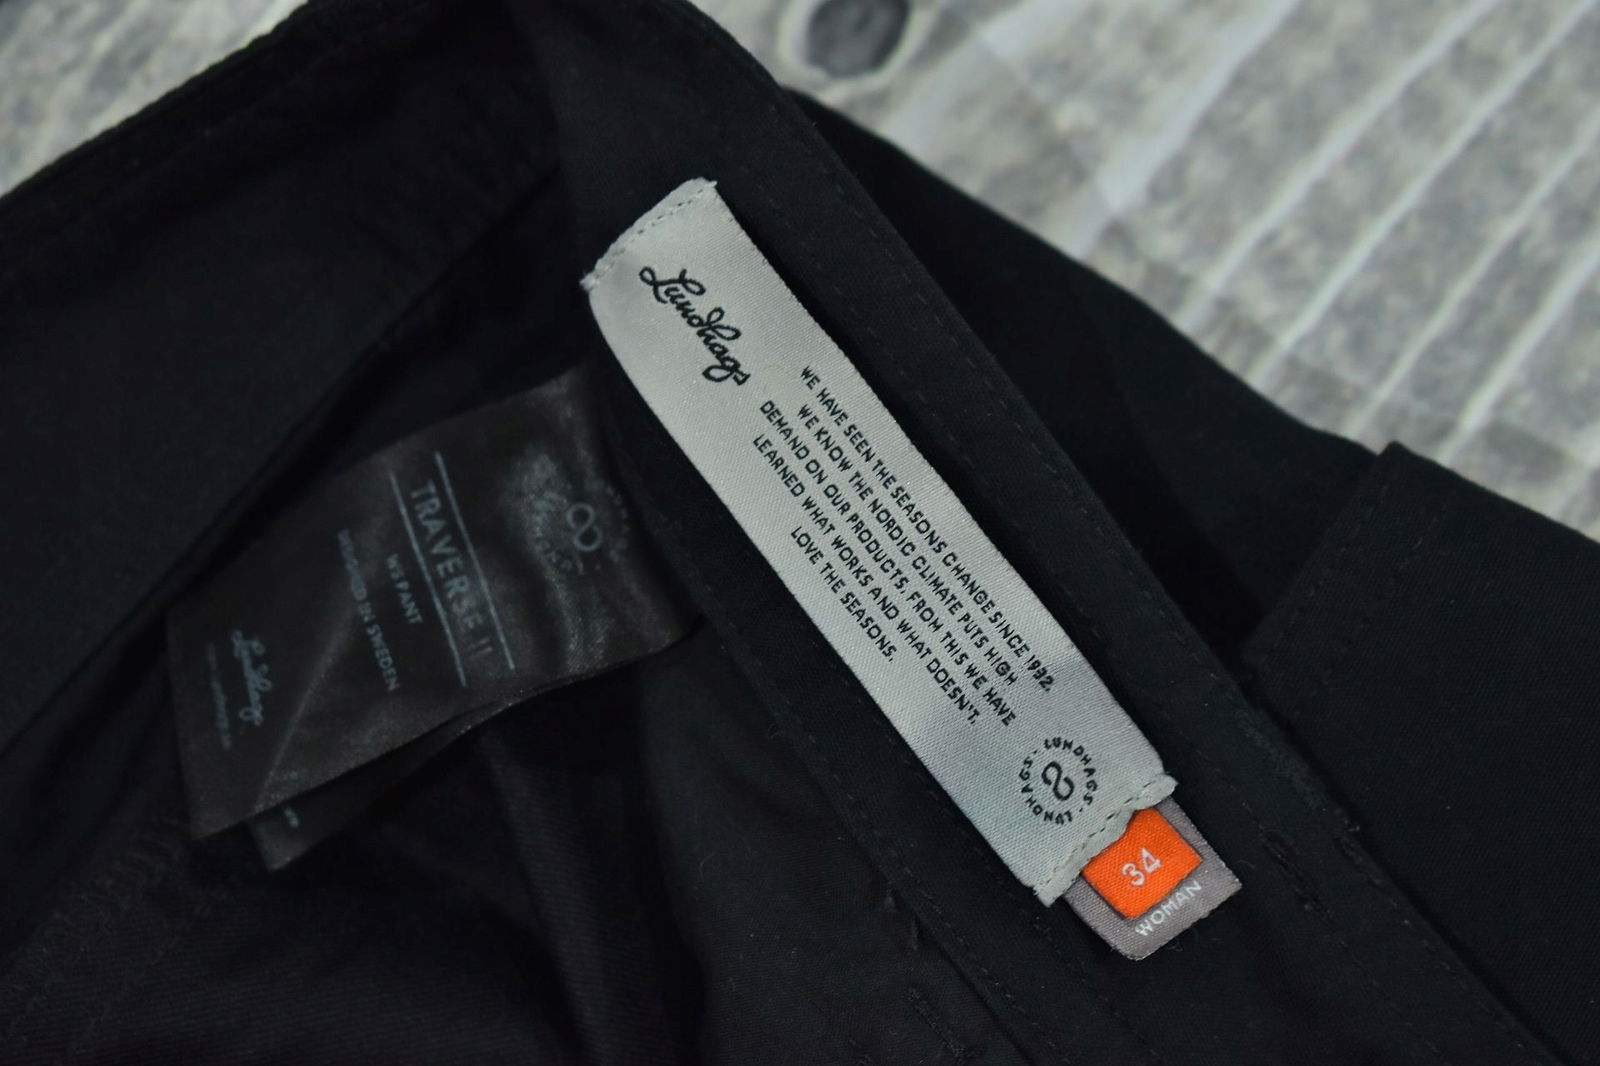 Lundhags
WE HAVE SEEN THE SEASONS CHANGE SINCE 1932.
WE KNOW THE NORDIC CLIMATE PUTS HIGH
DEMAND ON OUR PRODUCTS. FROM THIS WE HAVE
LEARNED WHAT WORKS AND WHAT DOESN'T.
LOVE THE SEASONS.
LUNDHAGS · LUNDHAGS ·
34
WOMAN
TRAVERSE II
WS PANT
DESIGNED IN SWEDEN
Lundhags